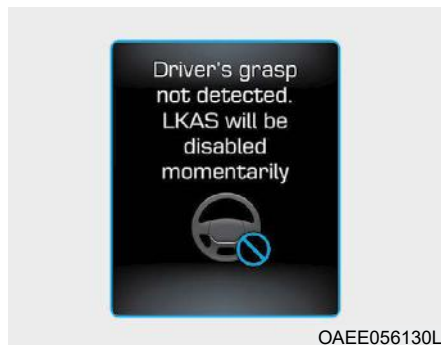 Driver's grasp
not detected.
LKAS will be
disabled
momentarily
OAEE056130L